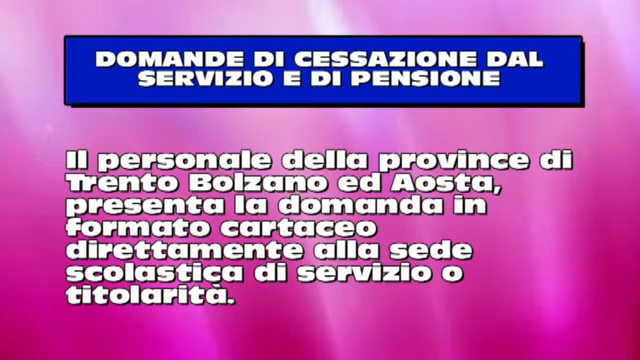 DOMANDE DI CESSAZIONE DAL
SERVIZIO E DI PENSIONE
Il personale della province di
Trento Bolzano ed Aosta,
presenta la domanda in
formato cartaceo
direttamente alla sede
scolastica di servizio o
titolarità.